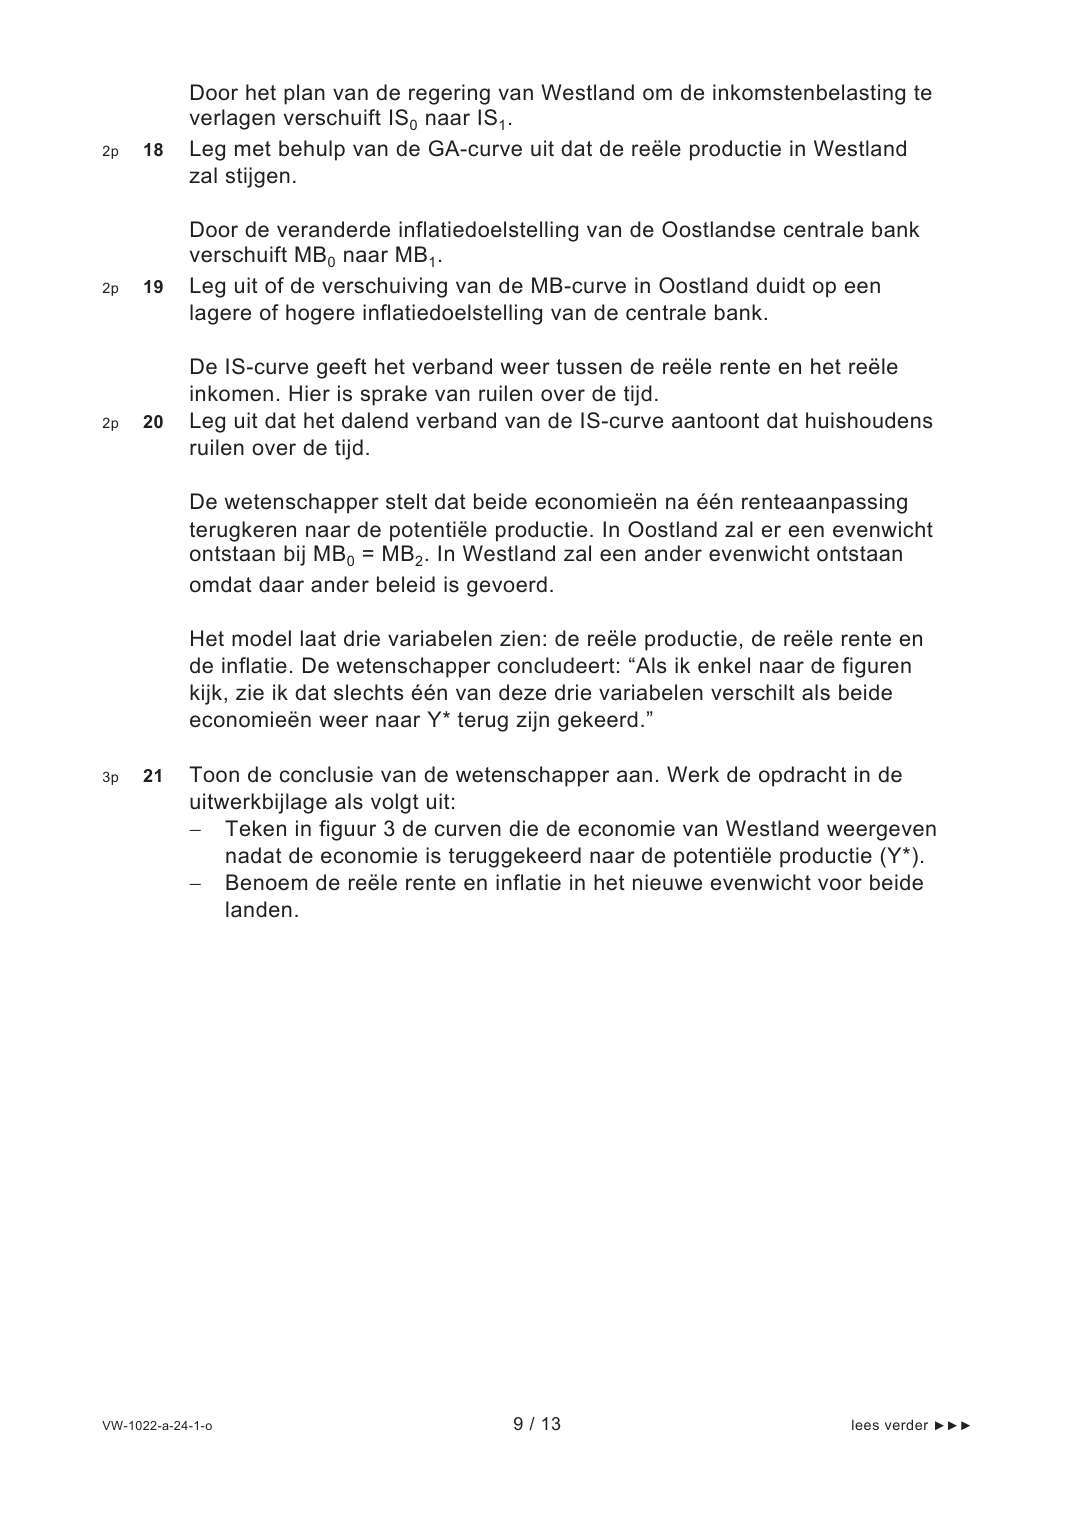 Door het plan van de regering van Westland om de inkomstenbelasting te
verlagen verschuift IS₀ naar IS₁.
2p 18 Leg met behulp van de GA-curve uit dat de reële productie in Westland
zal stijgen.
Door de veranderde inflatiedoelstelling van de Oostlandse centrale bank
verschuift MB₀ naar MB₁.
2p 19 Leg uit of de verschuiving van de MB-curve in Oostland duidt op een
lagere of hogere inflatiedoelstelling van de centrale bank.
De IS-curve geeft het verband weer tussen de reële rente en het reële
inkomen. Hier is sprake van ruilen over de tijd.
2p 20 Leg uit dat het dalend verband van de IS-curve aantoont dat huishoudens
ruilen over de tijd.
De wetenschapper stelt dat beide economieën na één renteaanpassing
terugkeren naar de potentiële productie. In Oostland zal er een evenwicht
ontstaan bij MB₀ = MB₂. In Westland zal een ander evenwicht ontstaan
omdat daar ander beleid is gevoerd.
Het model laat drie variabelen zien: de reële productie, de reële rente en
de inflatie. De wetenschapper concludeert: “Als ik enkel naar de figuren
kijk, zie ik dat slechts één van deze drie variabelen verschilt als beide
economieën weer naar Y* terug zijn gekeerd.”
3p 21 Toon de conclusie van de wetenschapper aan. Werk de opdracht in de
uitwerkbijlage als volgt uit:
– Teken in figuur 3 de curven die de economie van Westland weergeven
nadat de economie is teruggekeerd naar de potentiële productie (Y*).
– Benoem de reële rente en inflatie in het nieuwe evenwicht voor beide
landen.
VW-1022-a-24-1-o 9 / 13 lees verder ►►►